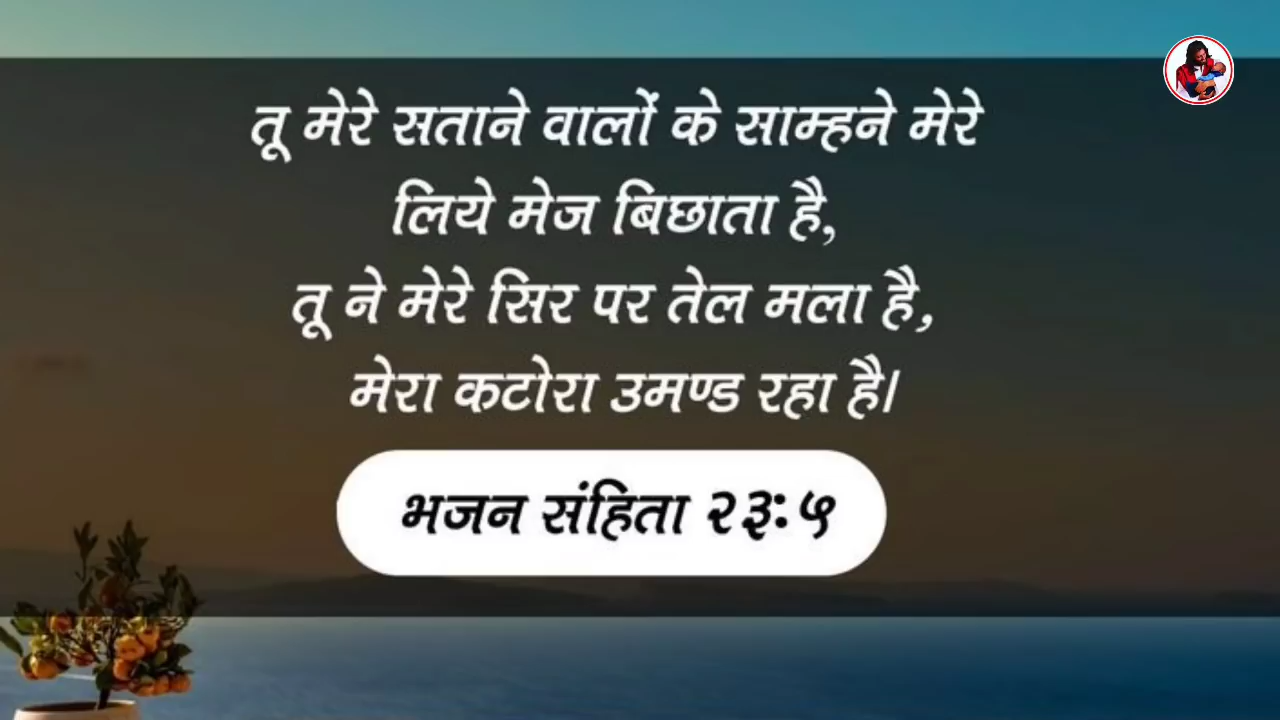 तू मेरे सताने वालों के साम्हने मेरे
लिये मेज बिछाता है,
तू ने मेरे सिर पर तेल मला है,
मेरा कटोरा उमण्ड रहा है।
भजन संहिता २३:५